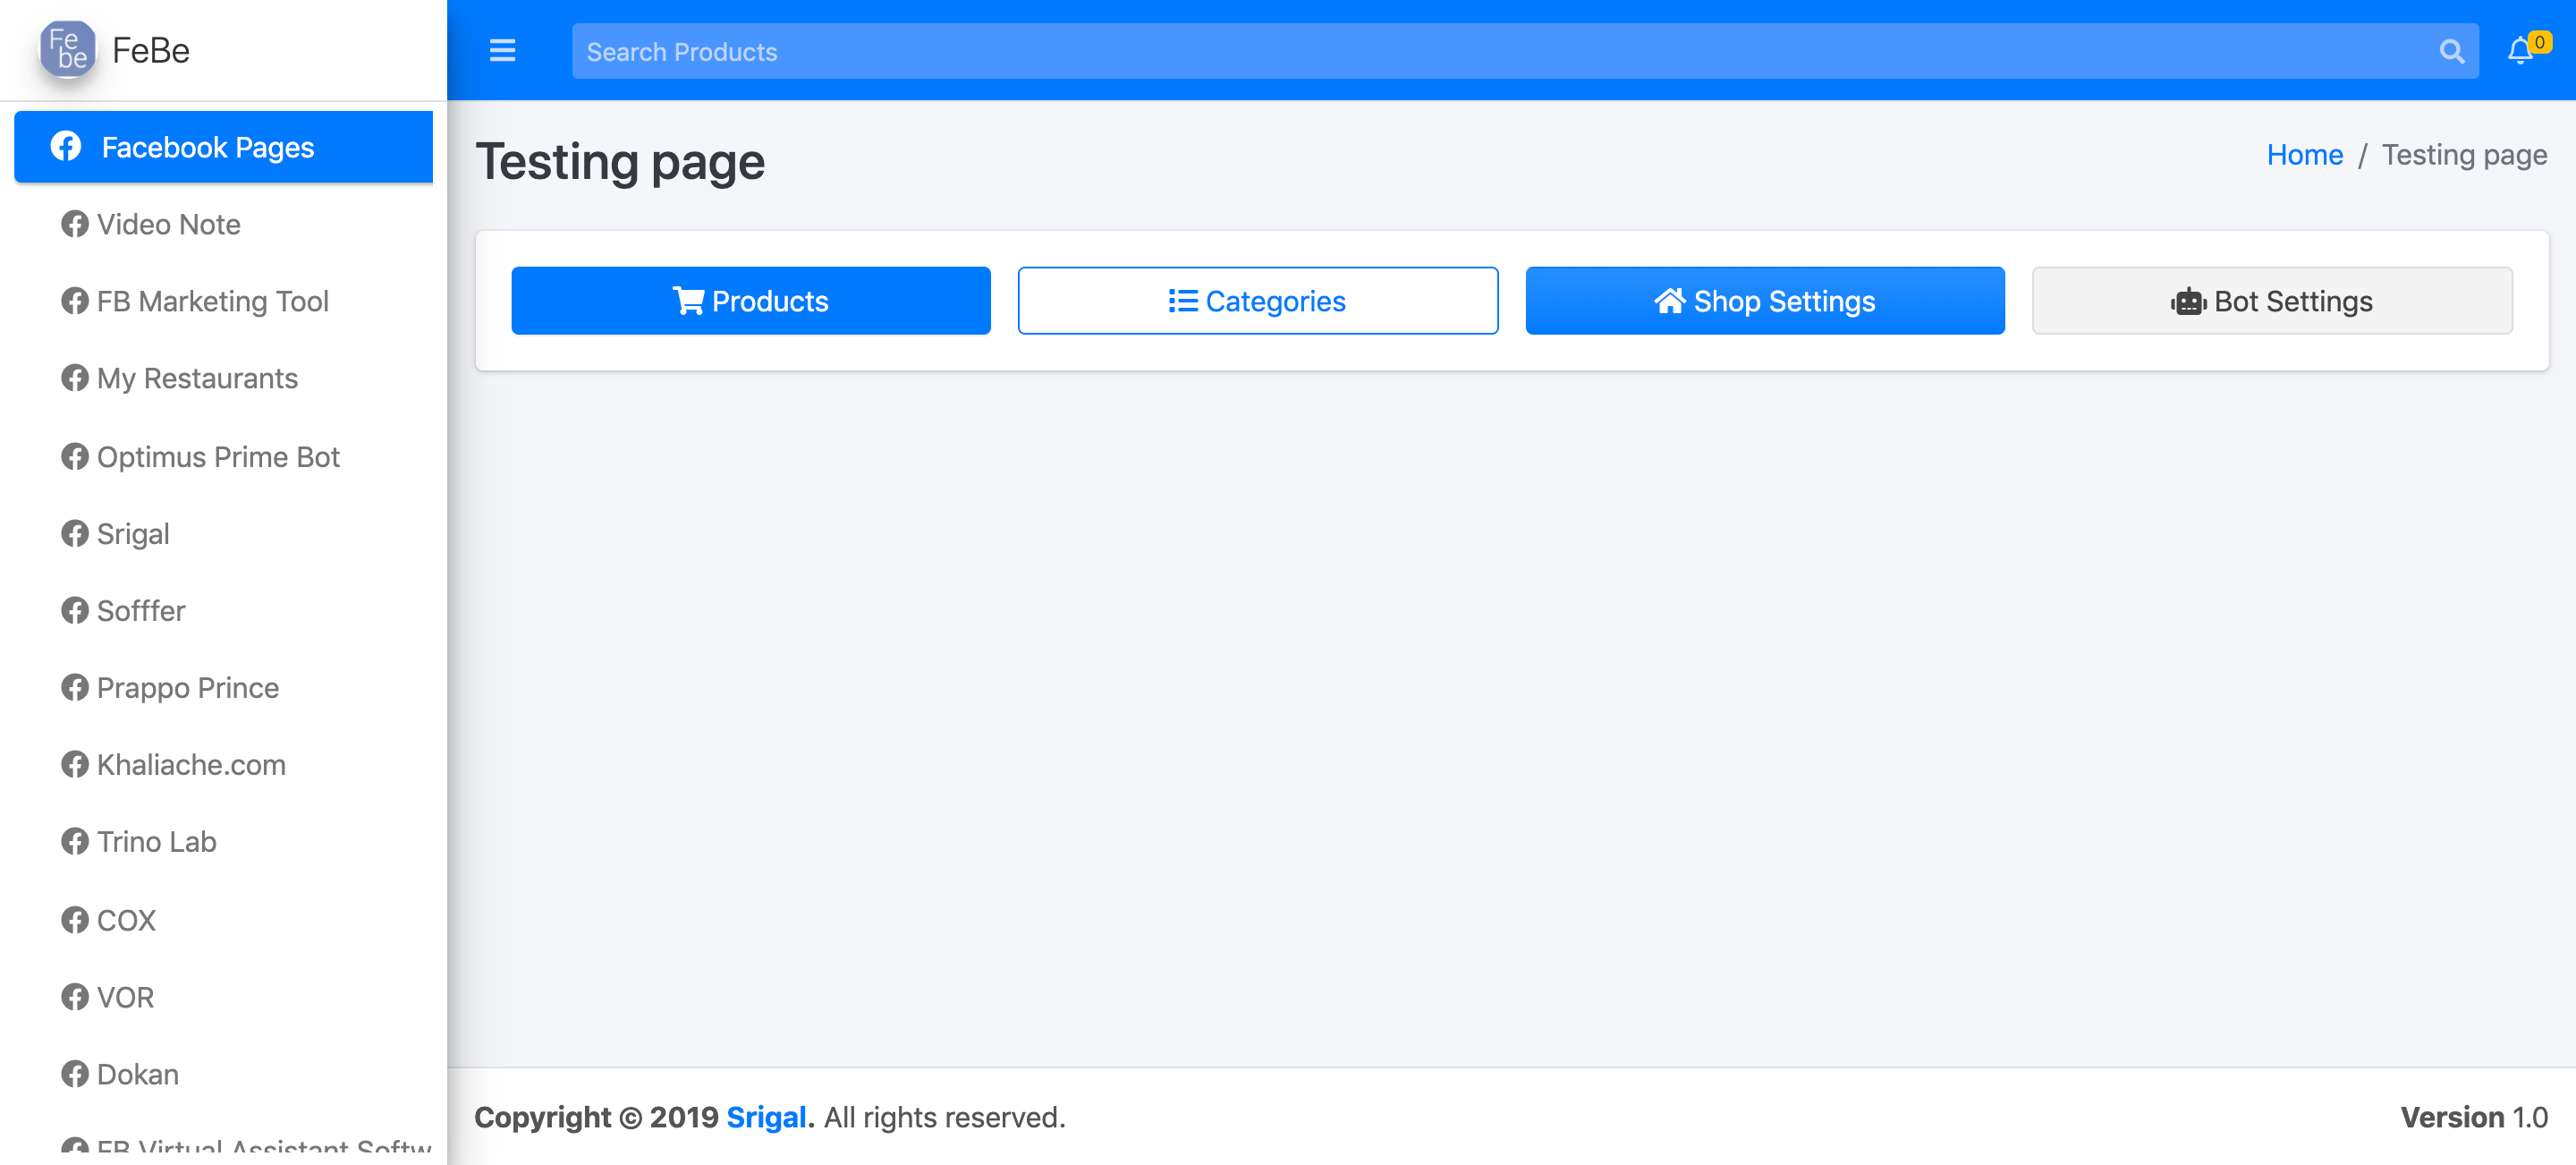 Fe
be
FeBe
Search Products
0
Facebook Pages
Video Note
FB Marketing Tool
My Restaurants
Optimus Prime Bot
Srigal
Sofffer
Prappo Prince
Khaliache.com
Trino Lab
COX
VOR
Dokan
FB Virtual Assistant Softw
Testing page
Home / Testing page
Products
Categories
Shop Settings
Bot Settings
Copyright © 2019 Srigal. All rights reserved.
Version 1.0